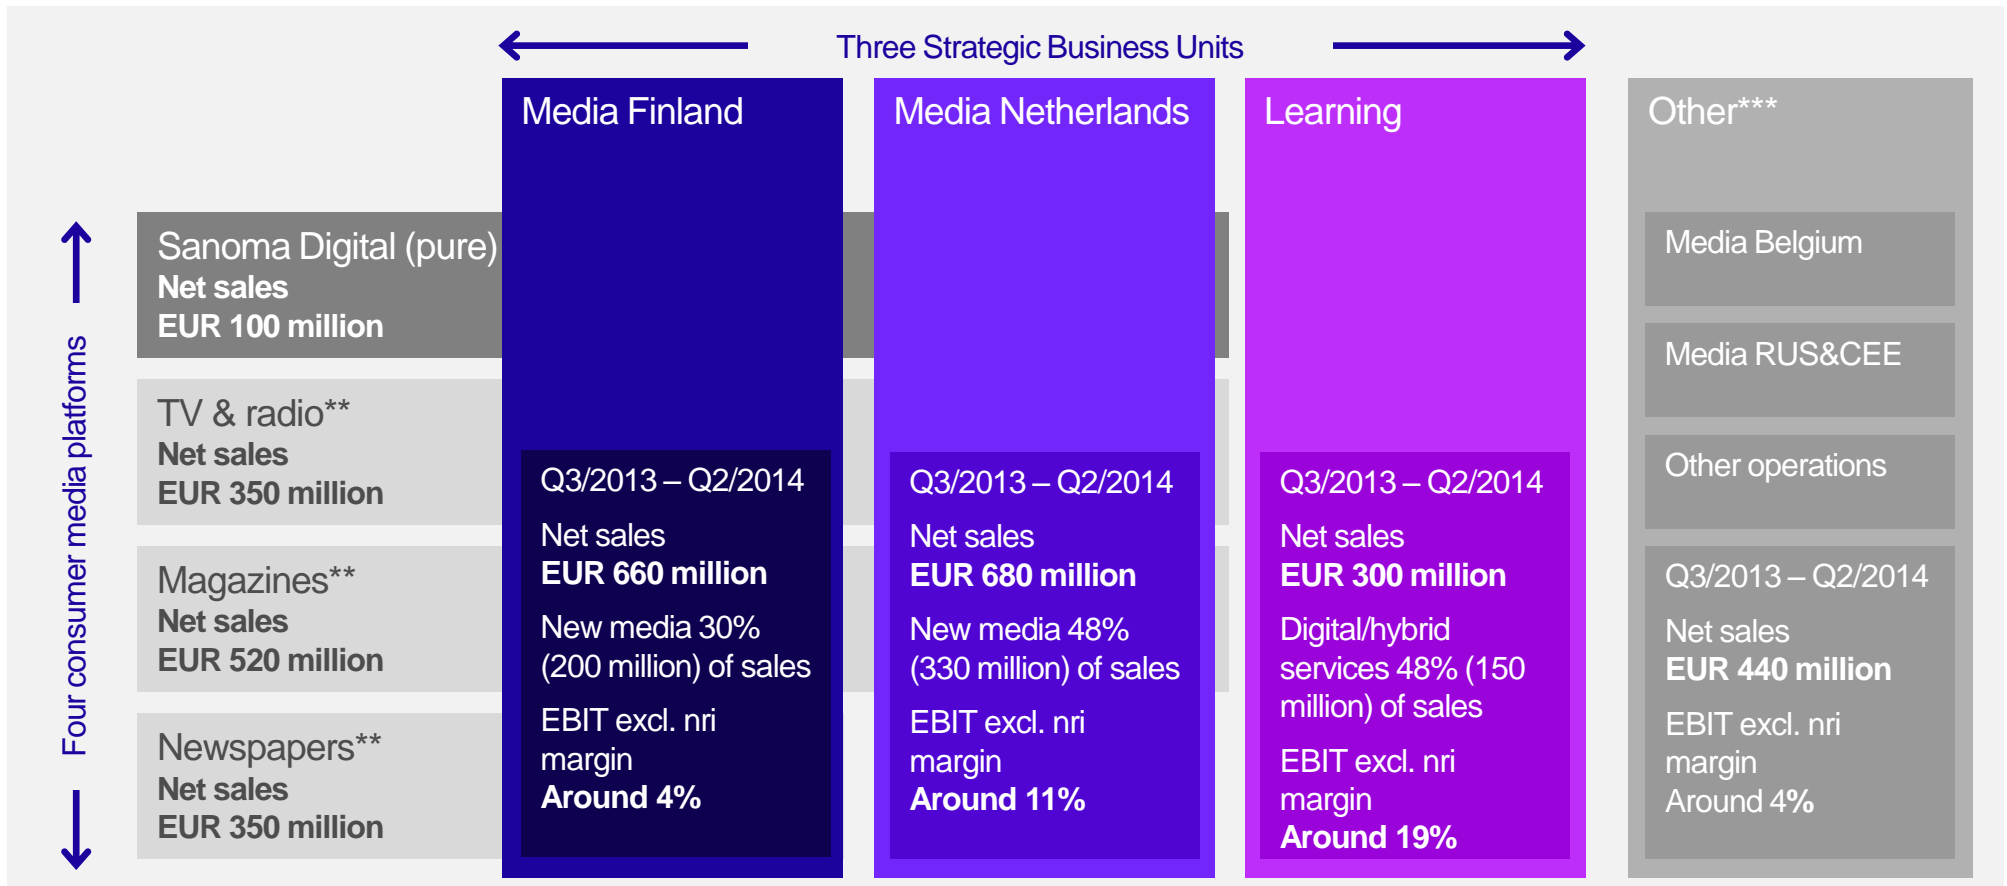 Three Strategic Business Units
Four consumer media platforms
Sanoma Digital (pure)
Net sales
EUR 100 million
TV & radio**
Net sales
EUR 350 million
Magazines**
Net sales
EUR 520 million
Newspapers**
Net sales
EUR 350 million
Media Finland
Q3/2013 – Q2/2014
Net sales
EUR 660 million
New media 30%
(200 million) of sales
EBIT excl. nri
margin
Around 4%
Media Netherlands
Q3/2013 – Q2/2014
Net sales
EUR 680 million
New media 48%
(330 million) of sales
EBIT excl. nri
margin
Around 11%
Learning
Q3/2013 – Q2/2014
Net sales
EUR 300 million
Digital/hybrid
services 48% (150
million) of sales
EBIT excl. nri
margin
Around 19%
Other***
Media Belgium
Media RUS&CEE
Other operations
Q3/2013 – Q2/2014
Net sales
EUR 440 million
EBIT excl. nri
margin
Around 4%